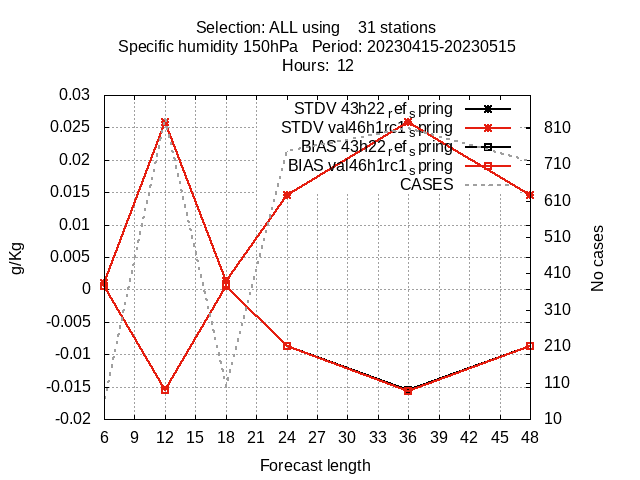 Selection: ALL using    31 stations
Specific humidity 150hPa   Period: 20230415-20230515
Hours:  12
STDV 43h22_ref_spring
STDV val46h1rc1_spring
BIAS 43h22_ref_spring
BIAS val46h1rc1_spring
CASES
0.03
0.025
0.02
0.015
0.01
0.005
0
-0.005
-0.01
-0.015
-0.02
g/Kg
810
710
610
510
410
310
210
110
10
No cases
6 9 12 15 18 21 24 27 30 33 36 39 42 45 48
Forecast length